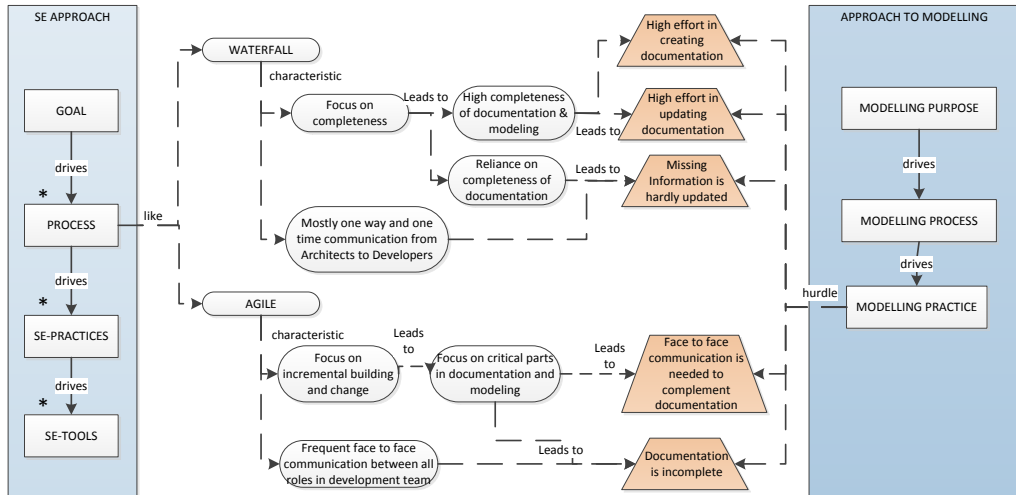 SE APPROACH
GOAL
drives
*
PROCESS
drives
*
SE-PRACTICES
drives
*
SE-TOOLS
like
WATERFALL
characteristic
Focus on
completeness
Leads to
High completeness
of documentation &
modeling
Leads to
Reliance on
completeness of
documentation
Leads to
Mostly one way and one
time communication from
Architects to Developers
High effort in
creating
documentation
High effort in
updating
documentation
Missing
Information is
hardly updated
AGILE
characteristic
Focus on
incremental building
and change
Leads
to
Focus on critical parts
in documentation and
modeling
Leads
to
Face to face
communication is
needed to
complement
documentation
Frequent face to face
communication between all
roles in development team
Leads to
Documentation
is incomplete
hurdle
APPROACH TO MODELLING
MODELLING PURPOSE
drives
MODELLING PROCESS
drives
MODELLING PRACTICE